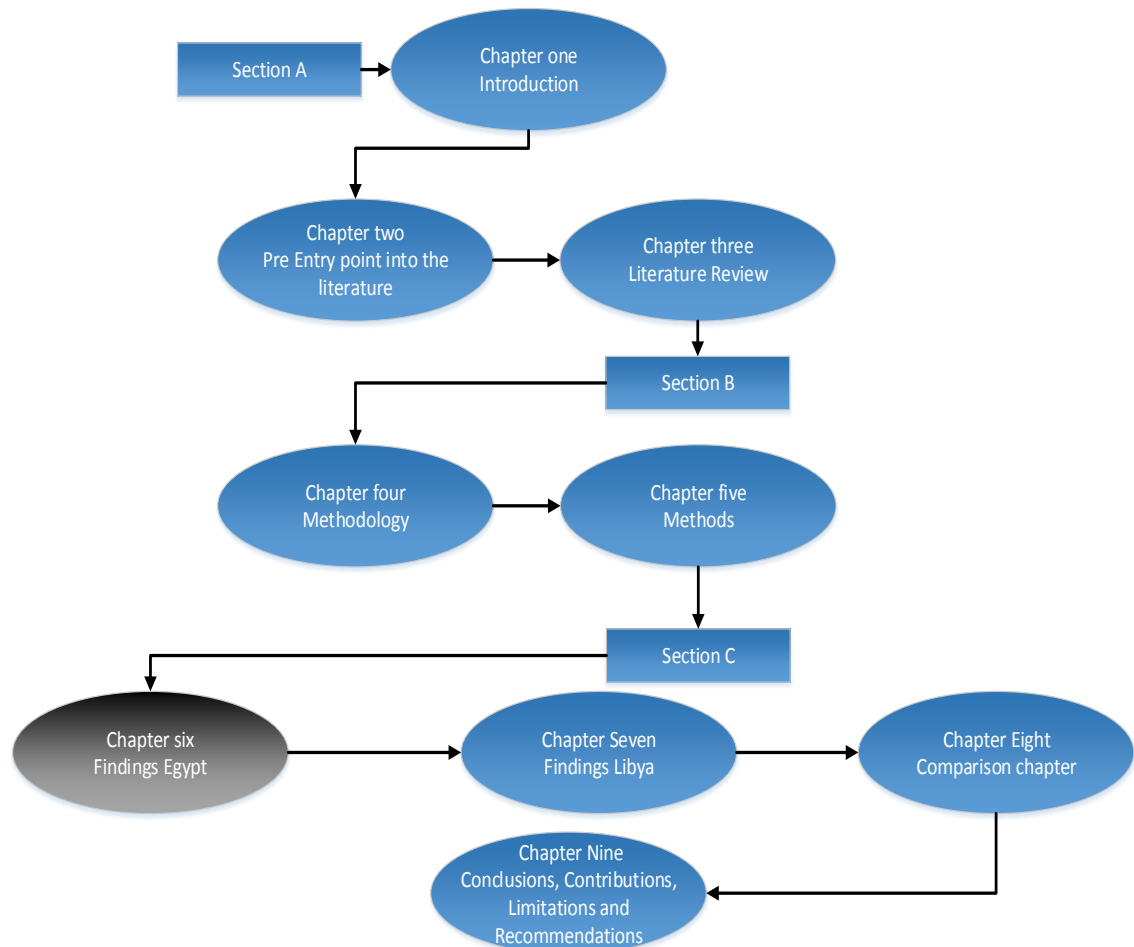 Section A
Chapter one
Introduction
Chapter two
Pre Entry point into the
literature
Chapter three
Literature Review
Section B
Chapter four
Methodology
Chapter five
Methods
Section C
Chapter six
Findings Egypt
Chapter Seven
Findings Libya
Chapter Eight
Comparison chapter
Chapter Nine
Conclusions, Contributions,
Limitations and
Recommendations